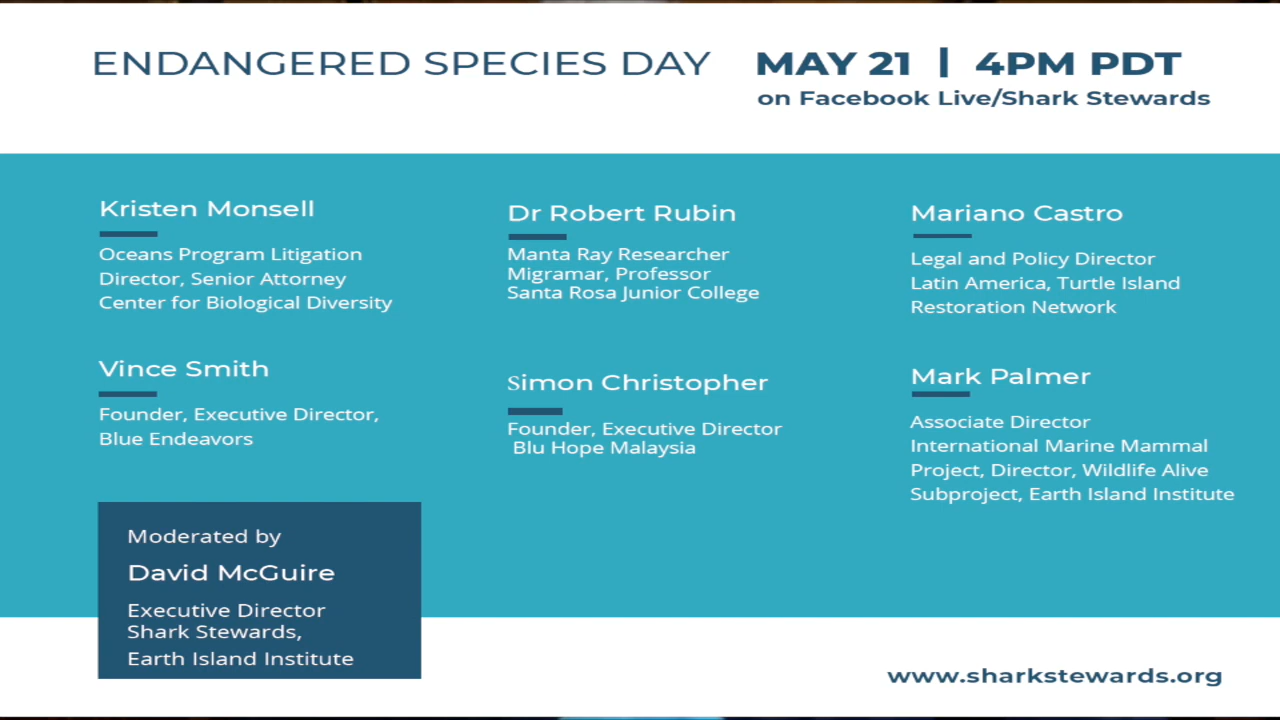 ENDANGERED SPECIES DAY
MAY 21 | 4PM PDT
on Facebook Live/Shark Stewards
Kristen Monsell
Oceans Program Litigation
Director, Senior Attorney
Center for Biological Diversity
Dr Robert Rubin
Manta Ray Researcher
Migramar, Professor
Santa Rosa Junior College
Mariano Castro
Legal and Policy Director
Latin America, Turtle Island
Restoration Network
Vince Smith
Founder, Executive Director,
Blue Endeavors
Simon Christopher
Founder, Executive Director
Blu Hope Malaysia
Mark Palmer
Associate Director
International Marine Mammal
Project, Director, Wildlife Alive
Subproject, Earth Island Institute
Moderated by
David McGuire
Executive Director
Shark Stewards,
Earth Island Institute
www.sharkstewards.org